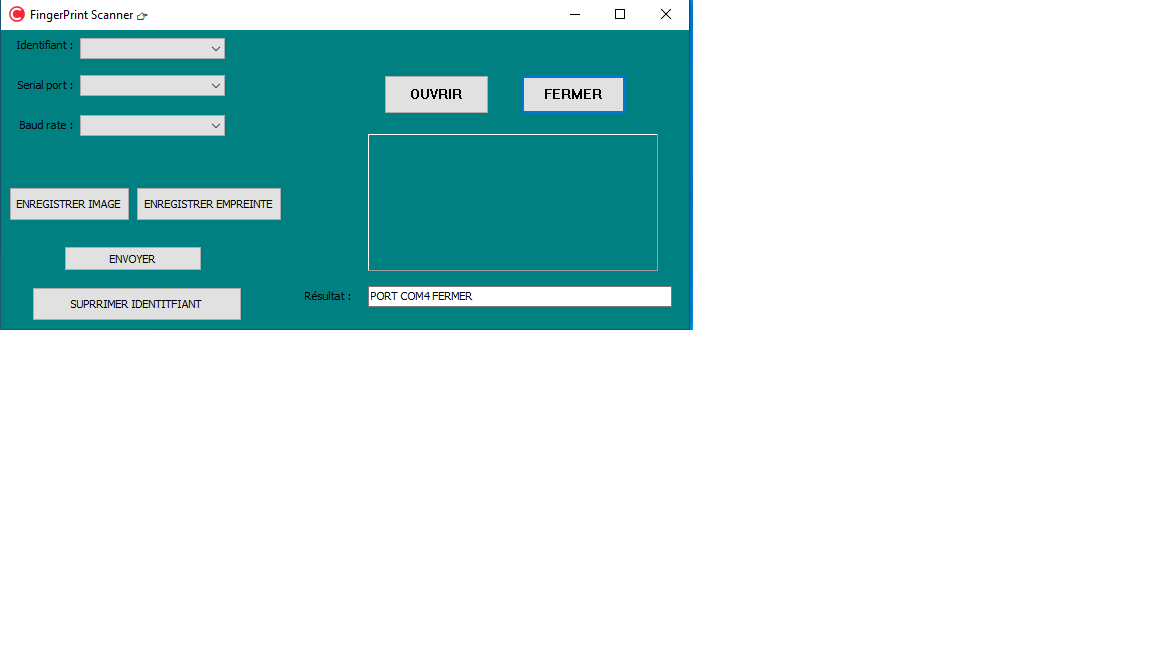 FingerPrint Scanner
Identifiant :
Serial port :
Baud rate :
OUVRIR
FERMER
ENREGISTRER IMAGE
ENREGISTRER EMPREINTE
ENVOYER
SUPRRIMER IDENTITFIANT
Résultat :
PORT COM4 FERMER